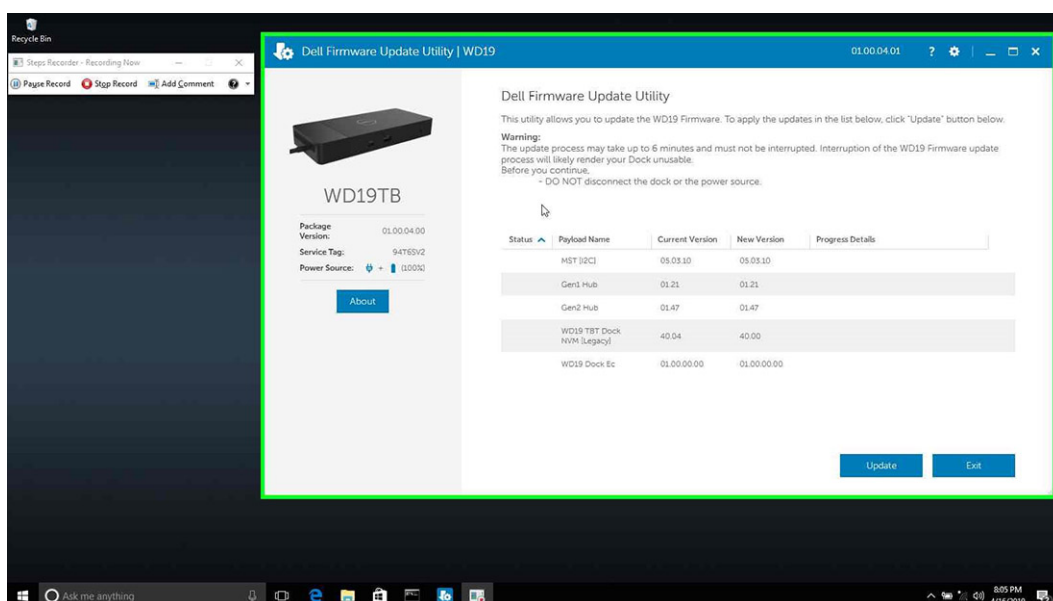 Recycle Bin
Steps Recorder - Recording Now
Pause Record Stop Record Add Comment
Dell Firmware Update Utility | WD19 01.00.04.01
Dell Firmware Update Utility
This utility allows you to update the WD19 Firmware. To apply the updates in the list below, click "Update" button below.
Warning:
The update process may take up to 6 minutes and must not be interrupted. Interruption of the WD19 Firmware update
process will likely render your Dock unusable.
Before you continue,
- DO NOT disconnect the dock or the power source.
WD19TB
Package Version: 01.00.04.00
Service Tag: 94T6SV2
Power Source: + (100%)
About
Status Payload Name Current Version New Version Progress Details
MST [I2C] 05.03.10 05.03.10
Gen1 Hub 01.21 01.21
Gen2 Hub 01.47 01.47
WD19 TBT Dock
NVM [Legacy] 40.04 40.00
WD19 Dock Ec 01.00.00.00 01.00.00.00
Update Exit
Ask me anything
8:05 PM